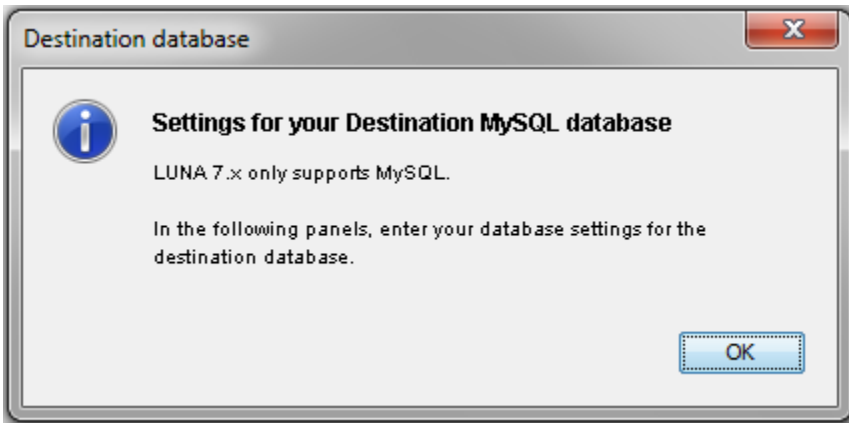 Destination database
Settings for your Destination MySQL database
LUNA 7.x only supports MySQL.
In the following panels, enter your database settings for the
destination database.
OK